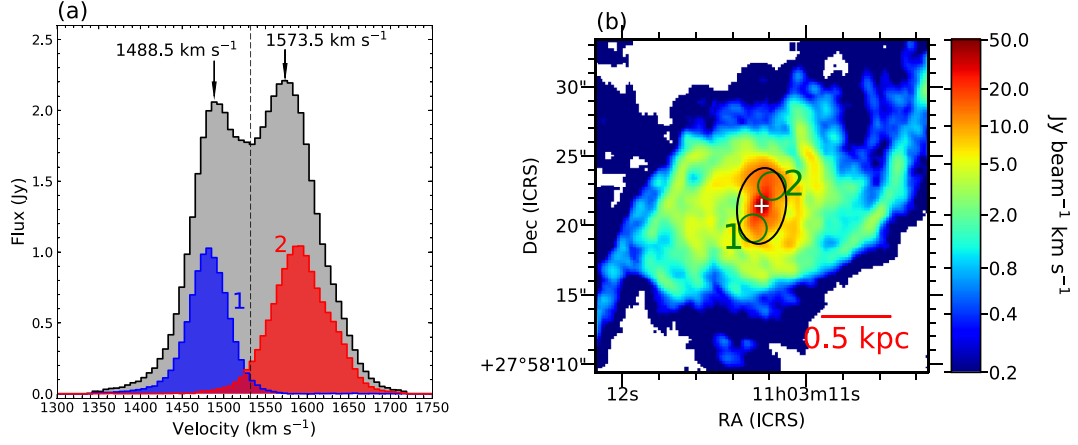 (a)
1488.5 km s⁻¹
1573.5 km s⁻¹
2.5
2.0
1.5
1.0
0.5
0.0
Flux (Jy)
2
1
1300 1350 1400 1450 1500 1550 1600 1650 1700 1750
Velocity (km s⁻¹)
(b)
30"
25"
20"
15"
+27°58'10"
Dec (ICRS)
2
1
0.5 kpc
12s
11h03m11s
RA (ICRS)
50.0
20.0
10.0
5.0
2.0
0.8
0.4
0.2
Jy beam⁻¹ km s⁻¹